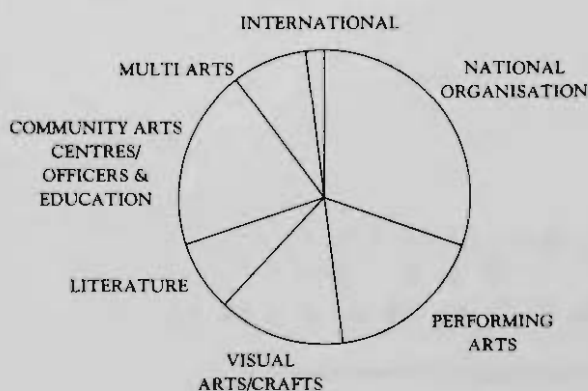 INTERNATIONAL
NATIONAL
ORGANISATION
PERFORMING
ARTS
VISUAL
ARTS/CRAFTS
LITERATURE
COMMUNITY ARTS
CENTRES/
OFFICERS &
EDUCATION
MULTI ARTS